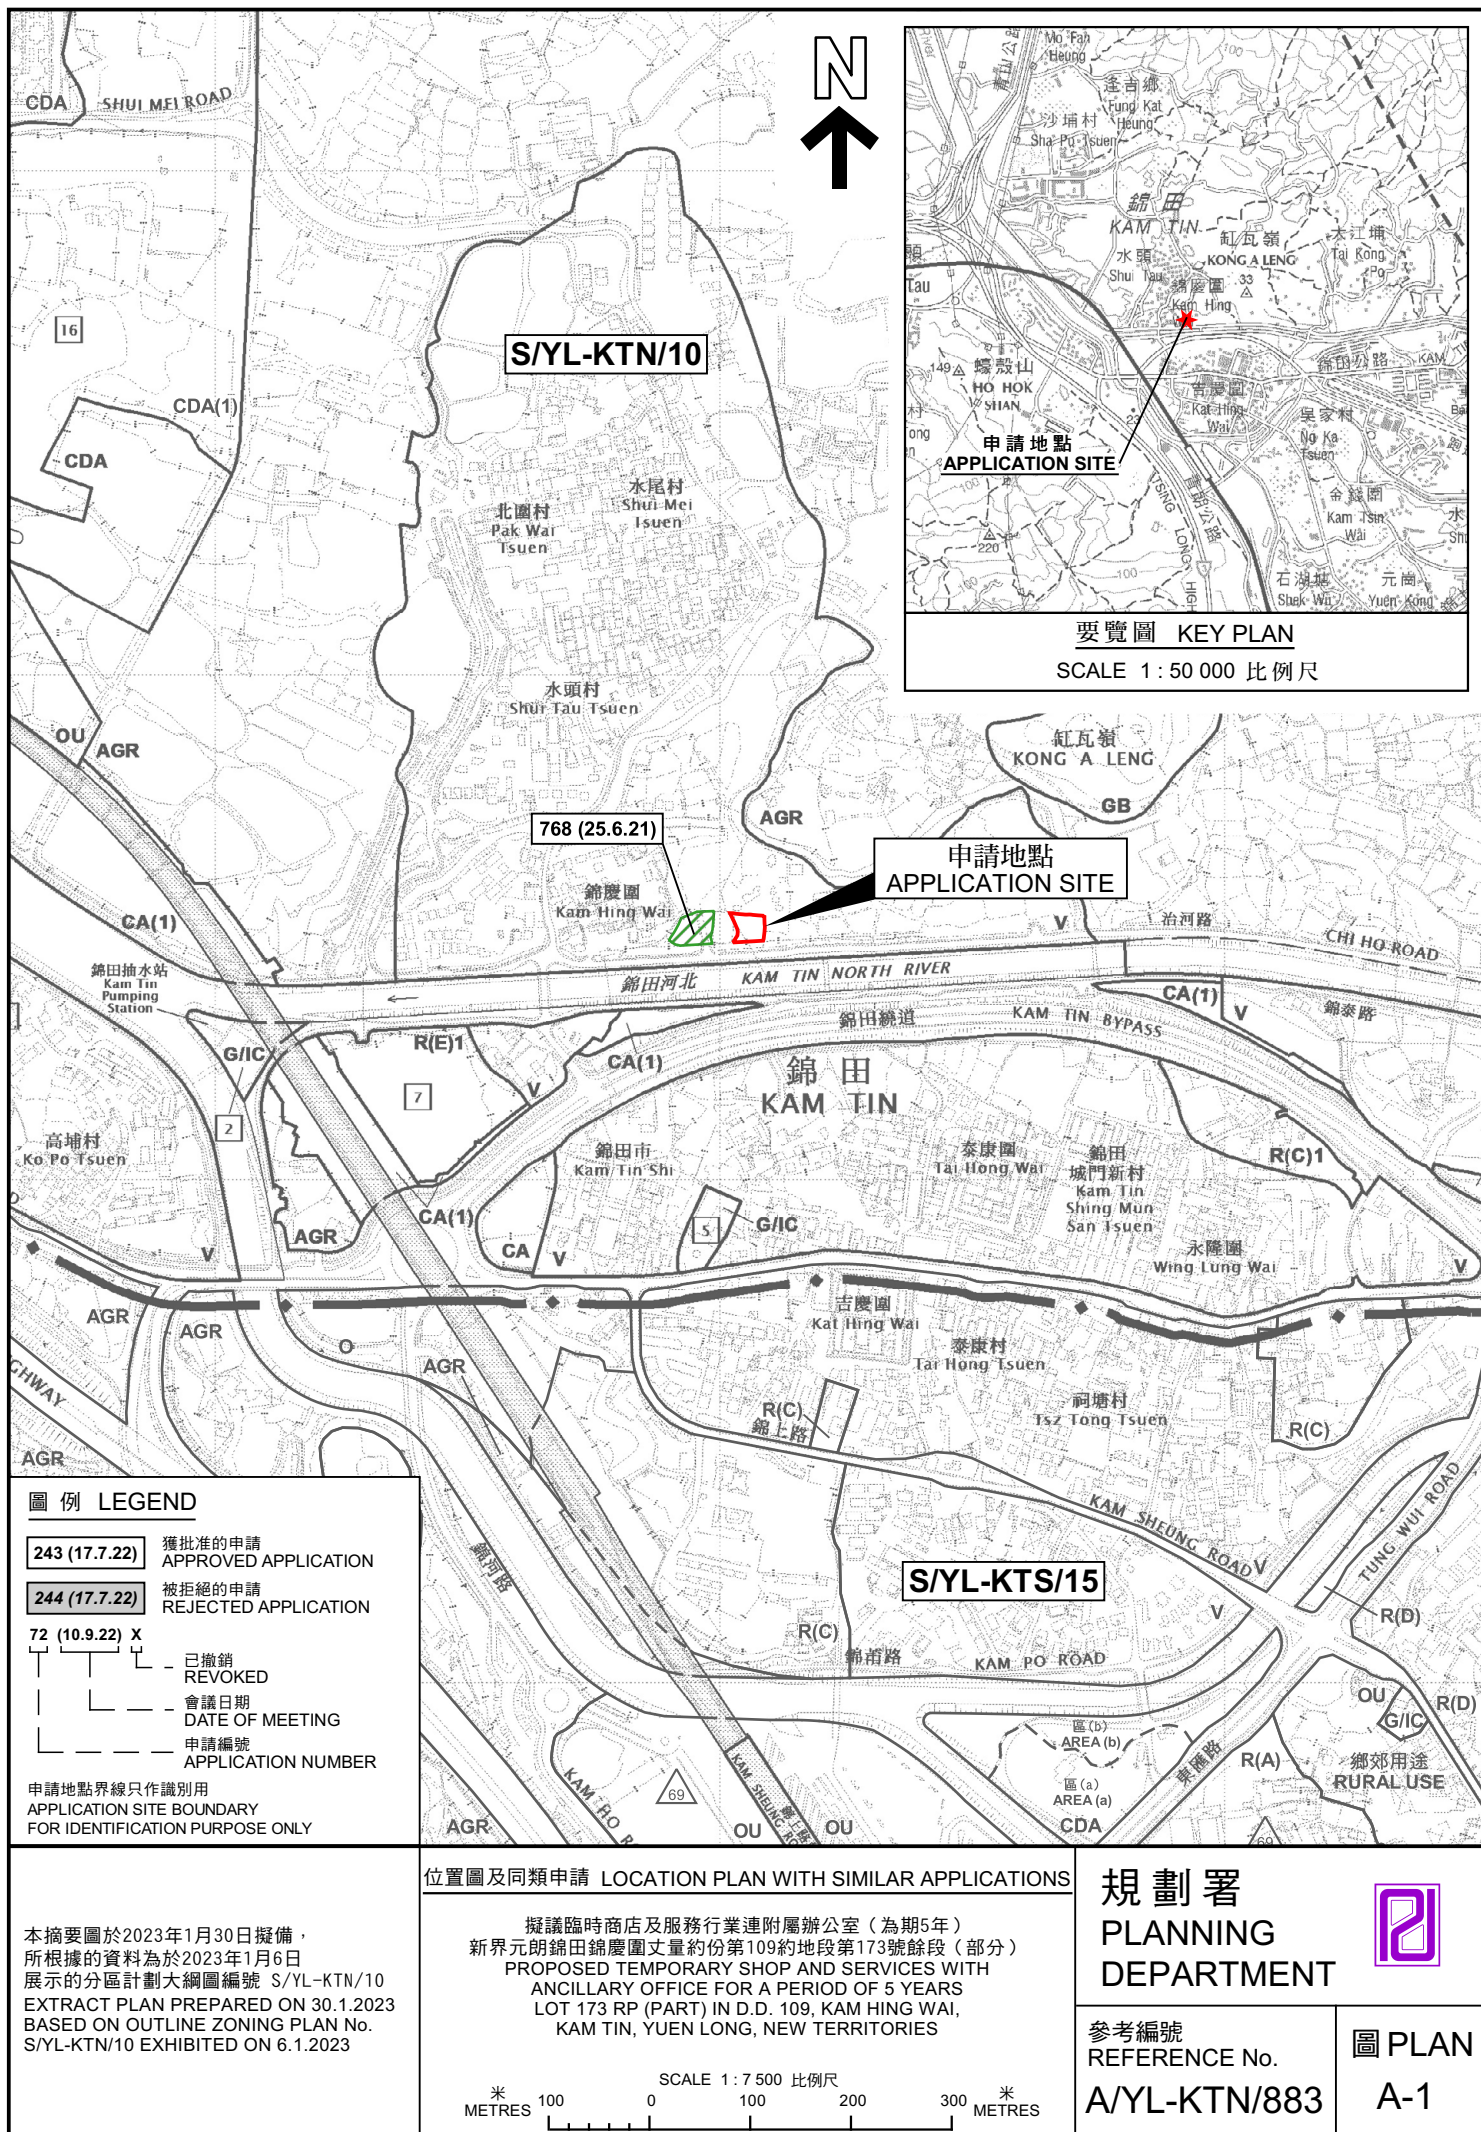 CDA
SHUI MEI ROAD
16
CDA(1)
CDA
S/YL-KTN/10
北圍村
Pak Wai
Tsuen
水尾村
Shui Mei
Tsuen
水頭村
Shui Tau Tsuen
OU
AGR
768 (25.6.21)
AGR
缸瓦嶺
KONG A LENG
GB
申請地點
APPLICATION SITE
錦慶圍
Kam Hing Wai
CA(1)
V
治河路
CHI HO ROAD
錦田抽水站
Kam Tin
Pumping
Station
錦田河北
KAM TIN NORTH RIVER
CA(1)
V
錦泰路
錦田繞道
KAM TIN BYPASS
G/IC
R(E)1
CA(1)
V
7
2
錦田
KAM TIN
高埔村
Ko Po Tsuen
錦田市
Kam Tin Shi
泰康圍
Tai Hong Wai
錦田
城門新村
Kam Tin
Shing Mun
San Tsuen
R(C)1
CA(1)
AGR
V
CA
V
5
G/IC
永隆圍
Wing Lung Wai
V
AGR
AGR
O
AGR
吉慶圍
Kat Hing Wai
泰康村
Tai Hong Tsuen
R(C)
錦上路
祠塘村
Tsz Tong Tsuen
R(C)
GHWAY
AGR
KAM SHEUNG ROAD
V
TUNG WUI ROAD
錦河路
S/YL-KTS/15
R(D)
V
R(C)
錦莆路
KAM PO ROAD
OU
R(D)
G/IC
區(b)
AREA (b)
東匯路
R(A)
鄉郊用途
RURAL USE
區(a)
AREA (a)
CDA
KAM HO R
69
AGR
OU
KAM SHEUNG RO
OU
69
N
Mo Fan
Heung
逢吉鄉
Fung Kat
Heung
沙埔村
Sha Po Tsuen
錦田
KAM TIN
水頭
Shui Tau
缸瓦嶺
KONG A LENG
大江埔
Tai Kong
Po
錦慶圍
Kam Hing
33
Tau
149
蠔殼山
HO HOK
SHAN
錦田公路
KAM
吉慶圍
Kat Hing
Wai
吳家村
Ng Ka
Tsuen
申請地點
APPLICATION SITE
金錢圍
Kam Tsin
Wai
TSING LONG HIGH
青朗公路
220
100
石湖塘
Shek Wu
元崗
Yuen Kong
要覽圖 KEY PLAN
SCALE 1 : 50 000 比例尺
圖例 LEGEND
243 (17.7.22)
獲批准的申請
APPROVED APPLICATION
244 (17.7.22)
被拒絕的申請
REJECTED APPLICATION
72 (10.9.22) X
已撤銷
REVOKED
會議日期
DATE OF MEETING
申請編號
APPLICATION NUMBER
申請地點界線只作識別用
APPLICATION SITE BOUNDARY
FOR IDENTIFICATION PURPOSE ONLY
本摘要圖於2023年1月30日擬備，
所根據的資料為於2023年1月6日
展示的分區計劃大綱圖編號 S/YL-KTN/10
EXTRACT PLAN PREPARED ON 30.1.2023
BASED ON OUTLINE ZONING PLAN No.
S/YL-KTN/10 EXHIBITED ON 6.1.2023
位置圖及同類申請 LOCATION PLAN WITH SIMILAR APPLICATIONS
擬議臨時商店及服務行業連附屬辦公室（為期5年）
新界元朗錦田錦慶圍丈量約份第109約地段第173號餘段（部分）
PROPOSED TEMPORARY SHOP AND SERVICES WITH
ANCILLARY OFFICE FOR A PERIOD OF 5 YEARS
LOT 173 RP (PART) IN D.D. 109, KAM HING WAI,
KAM TIN, YUEN LONG, NEW TERRITORIES
SCALE 1 : 7 500 比例尺
米
METRES
100 0 100 200 300
米
METRES
規劃署
PLANNING
DEPARTMENT
參考編號
REFERENCE No.
A/YL-KTN/883
圖 PLAN
A-1